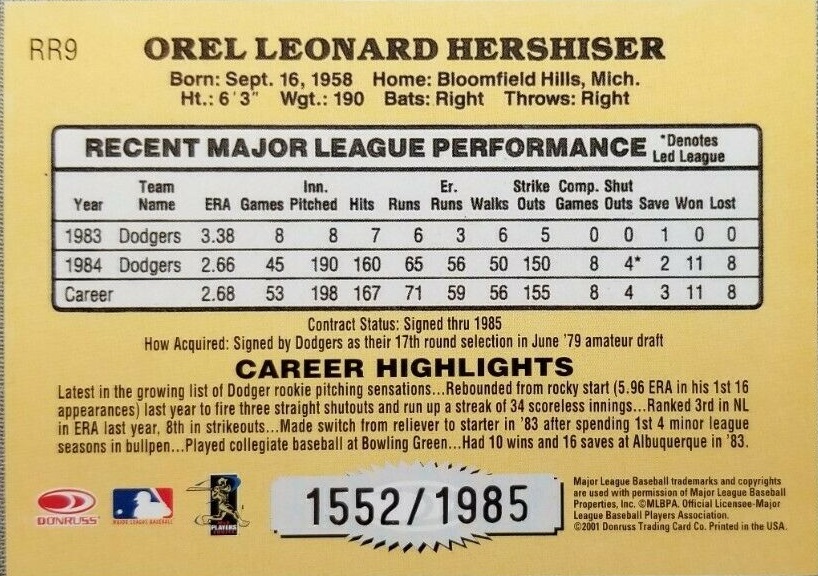 RR9
OREL LEONARD HERSHISER
Born: Sept. 16, 1958 Home: Bloomfield Hills, Mich.
Ht.: 6'3" Wgt.: 190 Bats: Right Throws: Right
RECENT MAJOR LEAGUE PERFORMANCE *Denotes
Led League
Team Inn. Er. Strike Comp. Shut
Year Name ERA Games Pitched Hits Runs Runs Walks Outs Games Outs Save Won Lost
1983 Dodgers 3.38 8 8 7 6 3 6 5 0 0 1 0 0
1984 Dodgers 2.66 45 190 160 65 56 50 150 8 4* 2 11 8
Career 2.68 53 198 167 71 59 56 155 8 4 3 11 8
Contract Status: Signed thru 1985
How Acquired: Signed by Dodgers as their 17th round selection in June '79 amateur draft
CAREER HIGHLIGHTS
Latest in the growing list of Dodger rookie pitching sensations...Rebounded from rocky start (5.96 ERA in his 1st 16
appearances) last year to fire three straight shutouts and run up a streak of 34 scoreless innings...Ranked 3rd in NL
in ERA last year, 8th in strikeouts...Made switch from reliever to starter in '83 after spending 1st 4 minor league
seasons in bullpen...Played collegiate baseball at Bowling Green...Had 10 wins and 16 saves at Albuquerque in '83.
DONRUSS
MAJOR LEAGUE BASEBALL
PLAYERS
CHOICE
1552/1985
Major League Baseball trademarks and copyrights
are used with permission of Major League Baseball
Properties, Inc. ©MLBPA. Official Licensee-Major
League Baseball Players Association.
©2001 Donruss Trading Card Co. Printed in the USA.